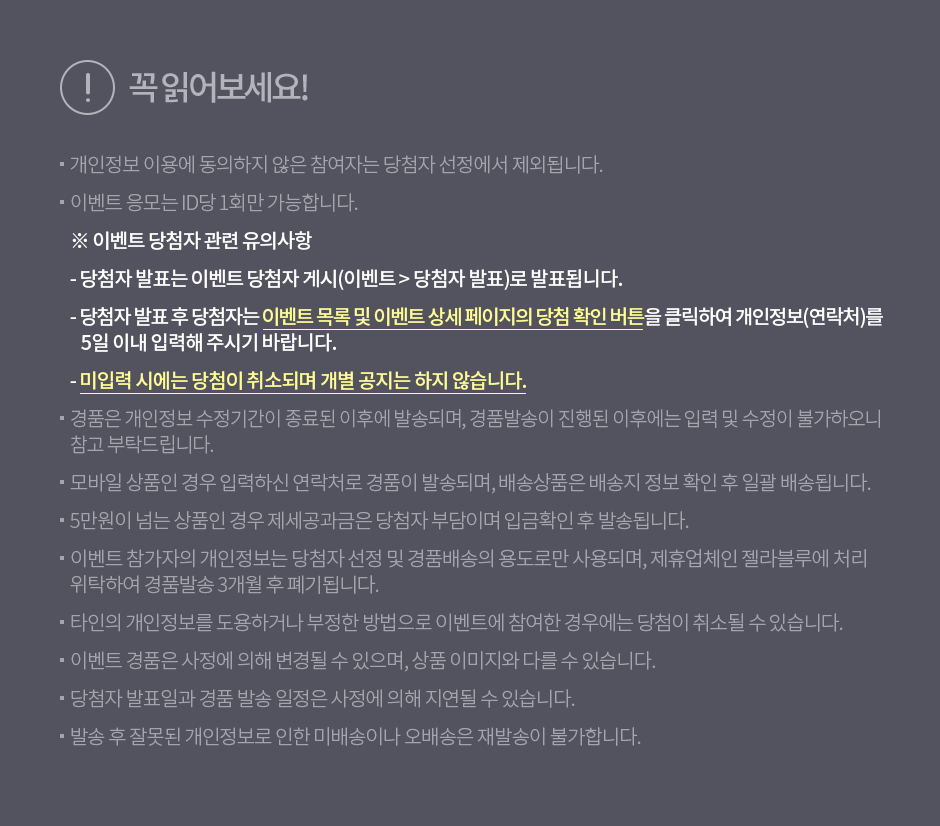 ! 꼭 읽어보세요!
▪ 개인정보 이용에 동의하지 않은 참여자는 당첨자 선정에서 제외됩니다.
▪ 이벤트 응모는 ID당 1회만 가능합니다.
※ 이벤트 당첨자 관련 유의사항
- 당첨자 발표는 이벤트 당첨자 게시(이벤트 > 당첨자 발표)로 발표됩니다.
- 당첨자 발표 후 당첨자는 이벤트 목록 및 이벤트 상세 페이지의 당첨 확인 버튼을 클릭하여 개인정보(연락처)를
5일 이내 입력해 주시기 바랍니다.
- 미입력 시에는 당첨이 취소되며 개별 공지는 하지 않습니다.
▪ 경품은 개인정보 수정기간이 종료된 이후에 발송되며, 경품발송이 진행된 이후에는 입력 및 수정이 불가하오니
참고 부탁드립니다.
▪ 모바일 상품인 경우 입력하신 연락처로 경품이 발송되며, 배송상품은 배송지 정보 확인 후 일괄 배송됩니다.
▪ 5만원이 넘는 상품인 경우 제세공과금은 당첨자 부담이며 입금확인 후 발송됩니다.
▪ 이벤트 참가자의 개인정보는 당첨자 선정 및 경품배송의 용도로만 사용되며, 제휴업체인 젤라블루에 처리
위탁하여 경품발송 3개월 후 폐기됩니다.
▪ 타인의 개인정보를 도용하거나 부정한 방법으로 이벤트에 참여한 경우에는 당첨이 취소될 수 있습니다.
▪ 이벤트 경품은 사정에 의해 변경될 수 있으며, 상품 이미지와 다를 수 있습니다.
▪ 당첨자 발표일과 경품 발송 일정은 사정에 의해 지연될 수 있습니다.
▪ 발송 후 잘못된 개인정보로 인한 미배송이나 오배송은 재발송이 불가합니다.